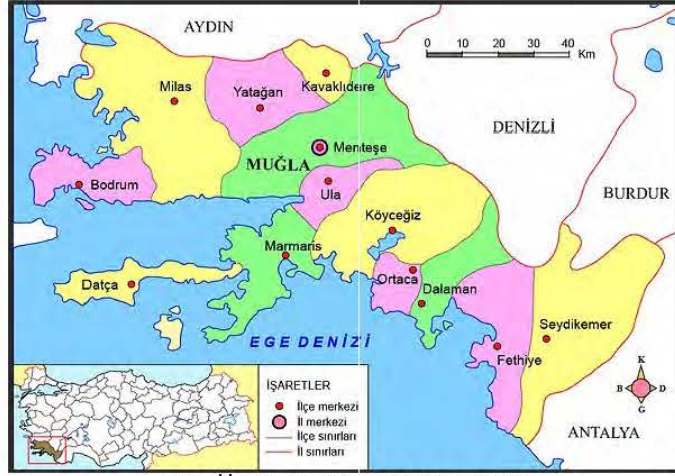 AYDIN
0 10 20 30 40
Km
Milas
Yatağan
Kavaklıdere
DENİZLİ
MUĞLA
Menteşe
BURDUR
Bodrum
Ula
Köyceğiz
Marmaris
Datça
Ortaca
Dalaman
EGE DENİZİ
Seydikemer
Fethiye
İŞARETLER
İlçe merkezi
İl merkezi
İlçe sınırları
İl sınırları
K
B D
G
ANTALYA